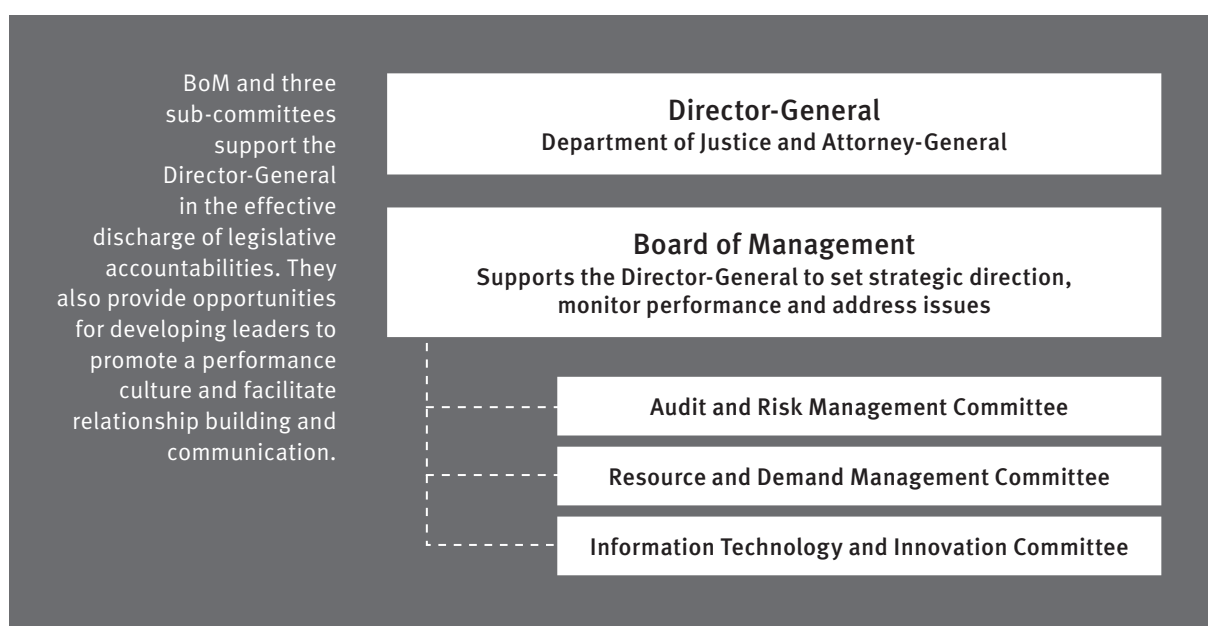 BoM and three
sub-committees
support the
Director-General
in the effective
discharge of legislative
accountabilities. They
also provide opportunities
for developing leaders to
promote a performance
culture and facilitate
relationship building and
communication.
Director-General
Department of Justice and Attorney-General
Board of Management
Supports the Director-General to set strategic direction,
monitor performance and address issues
Audit and Risk Management Committee
Resource and Demand Management Committee
Information Technology and Innovation Committee